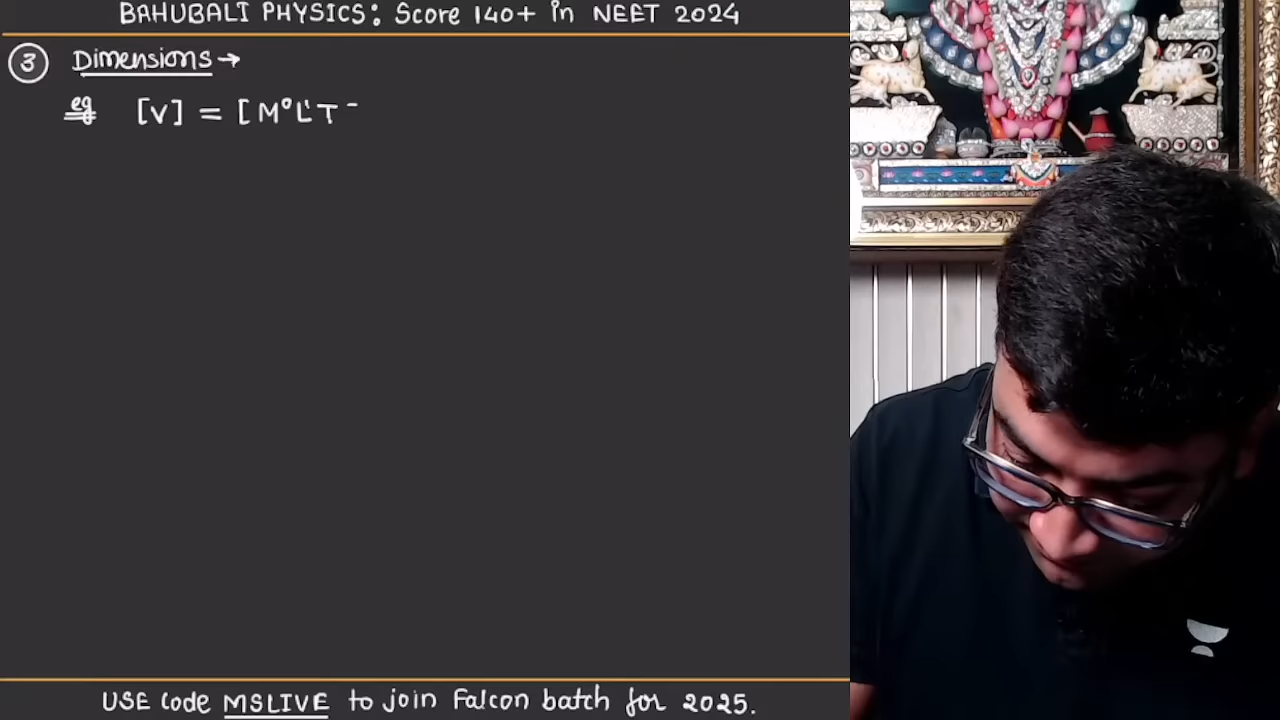 BAHUBALI PHYSICS: Score 140+ in NEET 2024
③ Dimensions →
eg [V] = [M⁰L¹T⁻
USE Code MSLIVE to join Falcon batch for 2025.